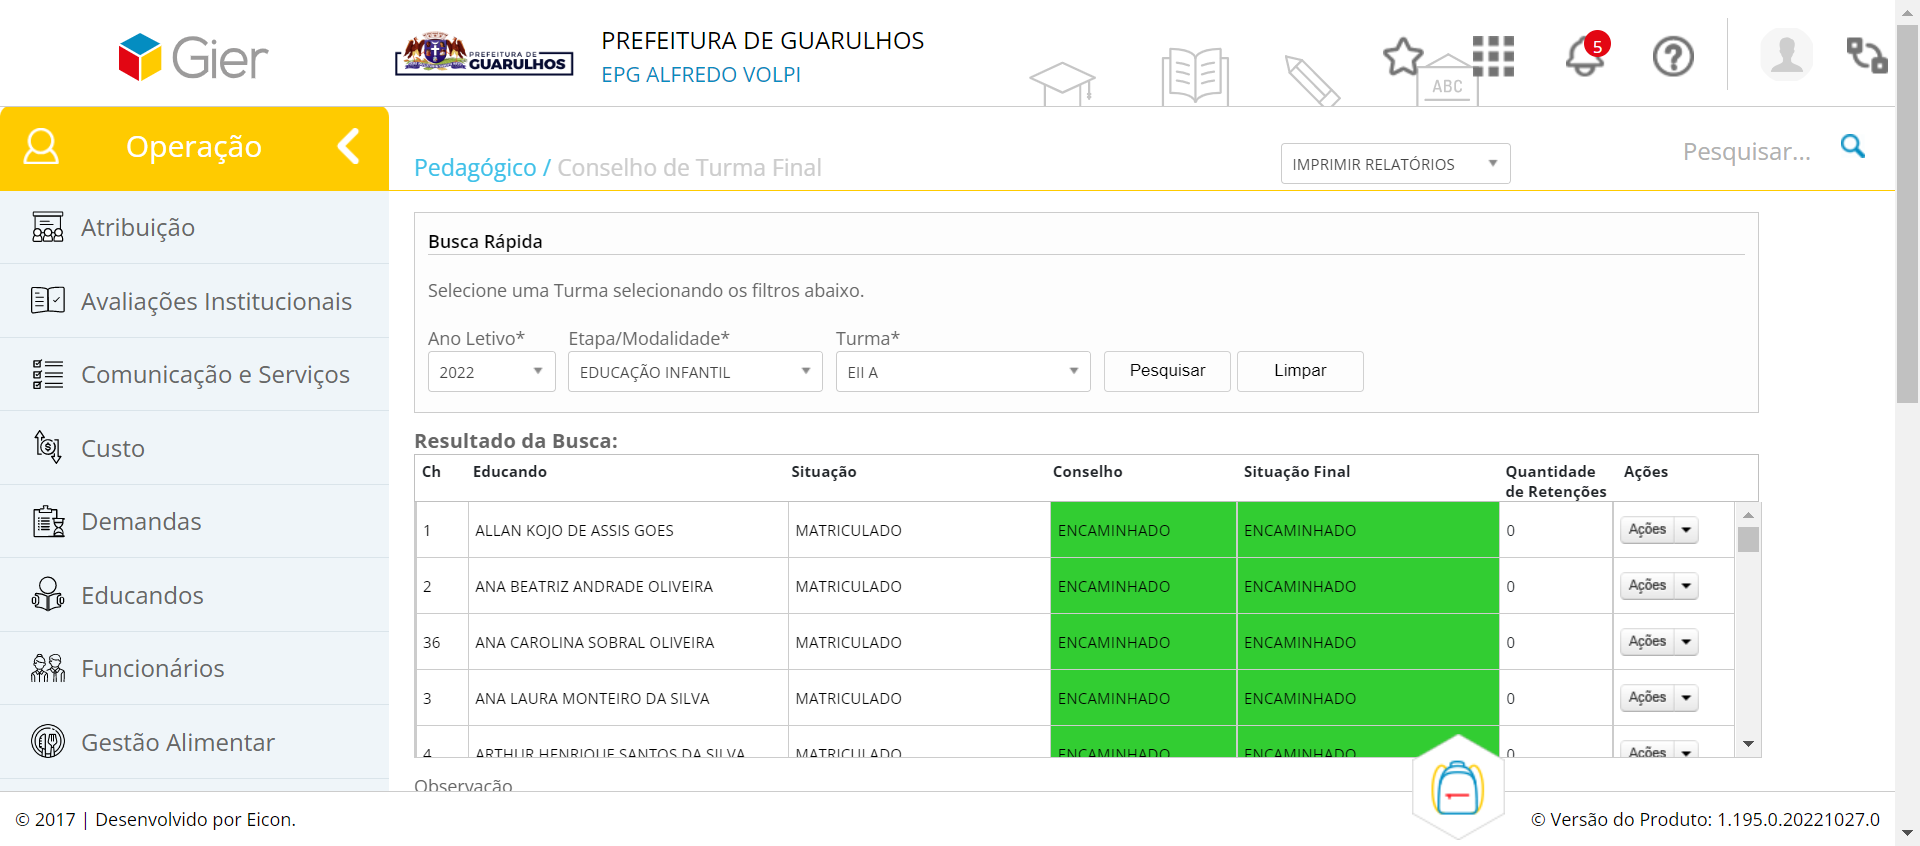 Gier
PREFEITURA DE
GUARULHOS
PREFEITURA DE GUARULHOS
EPG ALFREDO VOLPI
ABC
5
Operação
Pedagógico / Conselho de Turma Final
IMPRIMIR RELATÓRIOS
Pesquisar...
Atribuição
Avaliações Institucionais
Comunicação e Serviços
Custo
Demandas
Educandos
Funcionários
Gestão Alimentar
Busca Rápida
Selecione uma Turma selecionando os filtros abaixo.
Ano Letivo* Etapa/Modalidade* Turma*
2022 EDUCAÇÃO INFANTIL EII A Pesquisar Limpar
Resultado da Busca:
Ch Educando Situação Conselho Situação Final Quantidade de Retenções Ações
1 ALLAN KOJO DE ASSIS GOES MATRICULADO ENCAMINHADO ENCAMINHADO 0 Ações
2 ANA BEATRIZ ANDRADE OLIVEIRA MATRICULADO ENCAMINHADO ENCAMINHADO 0 Ações
36 ANA CAROLINA SOBRAL OLIVEIRA MATRICULADO ENCAMINHADO ENCAMINHADO 0 Ações
3 ANA LAURA MONTEIRO DA SILVA MATRICULADO ENCAMINHADO ENCAMINHADO 0 Ações
4 ARTHUR HENRIQUE SANTOS DA SILVA MATRICULADO ENCAMINHADO ENCAMINHADO 0 Ações
Observação
© 2017 | Desenvolvido por Eicon.
© Versão do Produto: 1.195.0.20221027.0